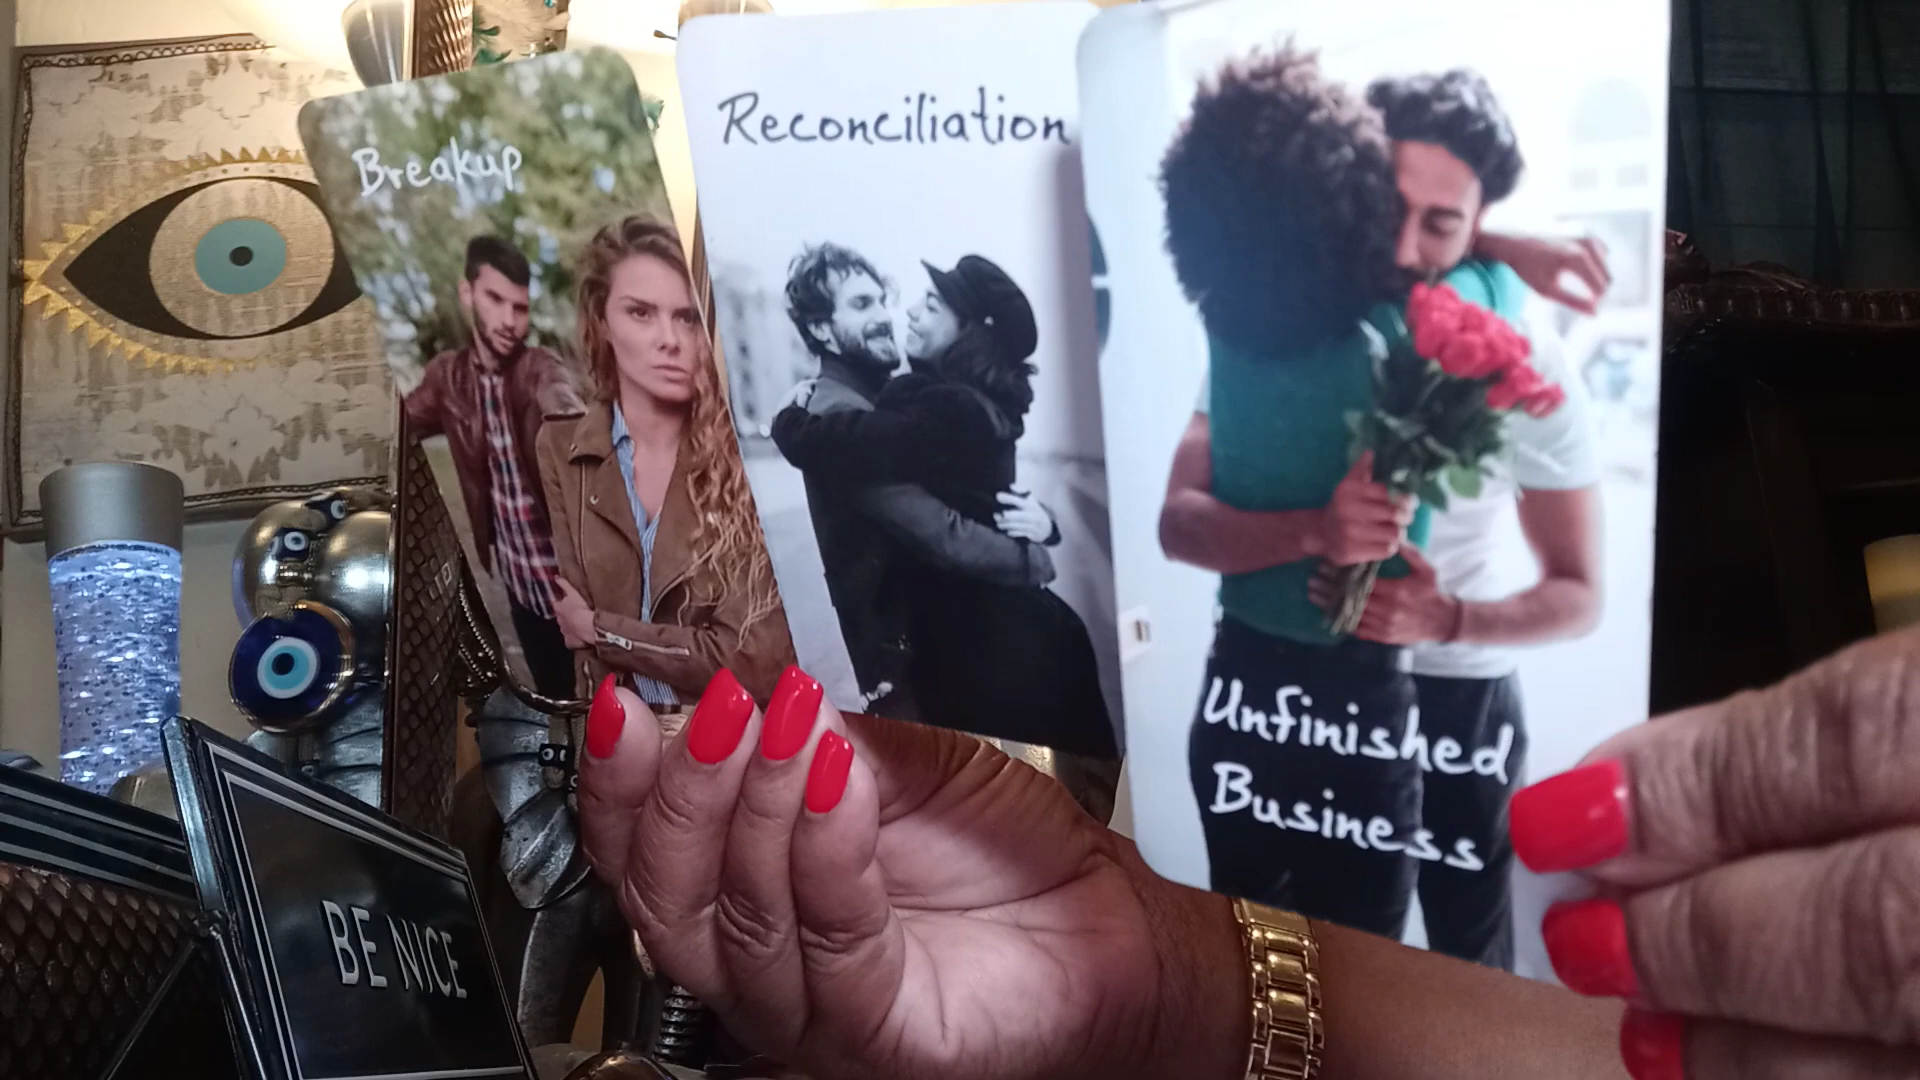 Breakup
Reconciliation
Unfinished
Business
BE NICE